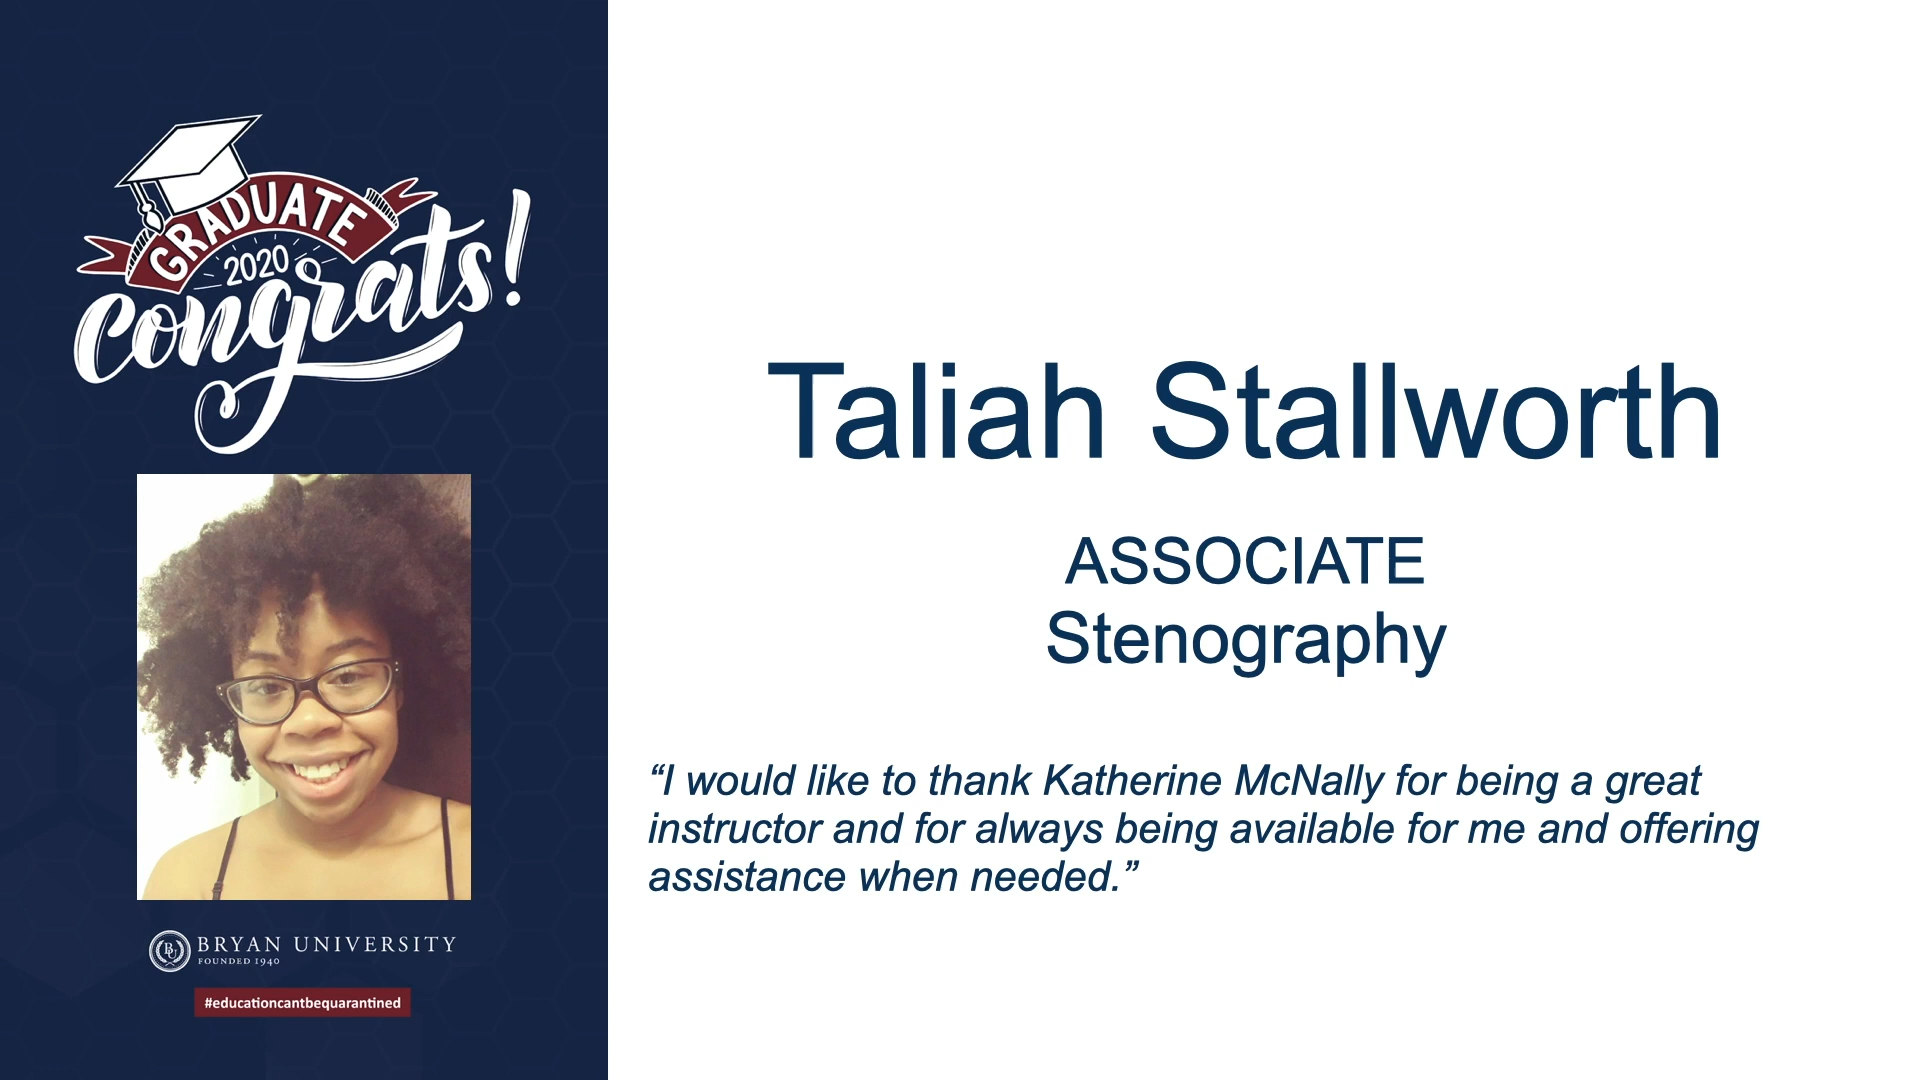 GRADUATE
2020
congrats!
BU
BRYAN UNIVERSITY
FOUNDED 1940
#educationcantbequarantined
Taliah Stallworth
ASSOCIATE
Stenography
“I would like to thank Katherine McNally for being a great
instructor and for always being available for me and offering
assistance when needed.”